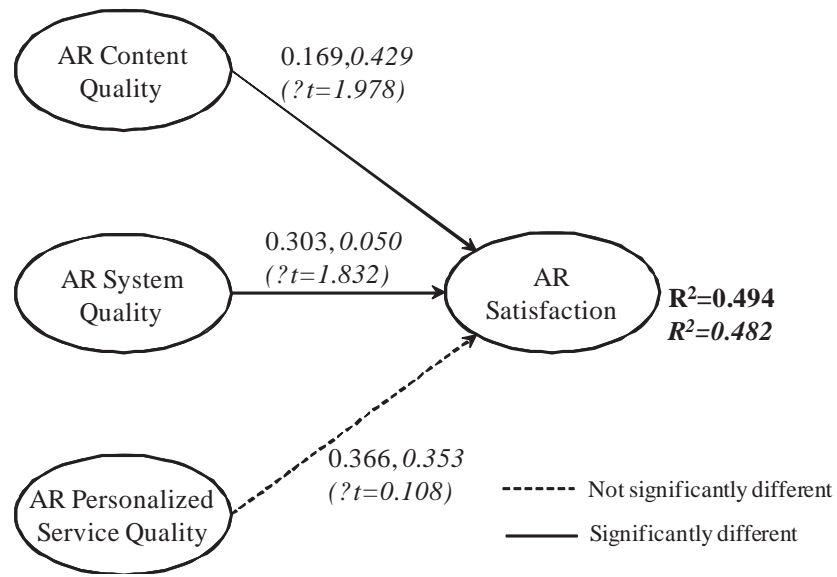 AR Content
Quality
0.169,0.429
(?t=1.978)
AR System
Quality
0.303,0.050
(?t=1.832)
AR
Satisfaction
R²=0.494
R²=0.482
AR Personalized
Service Quality
0.366,0.353
(?t=0.108)
Not significantly different
Significantly different